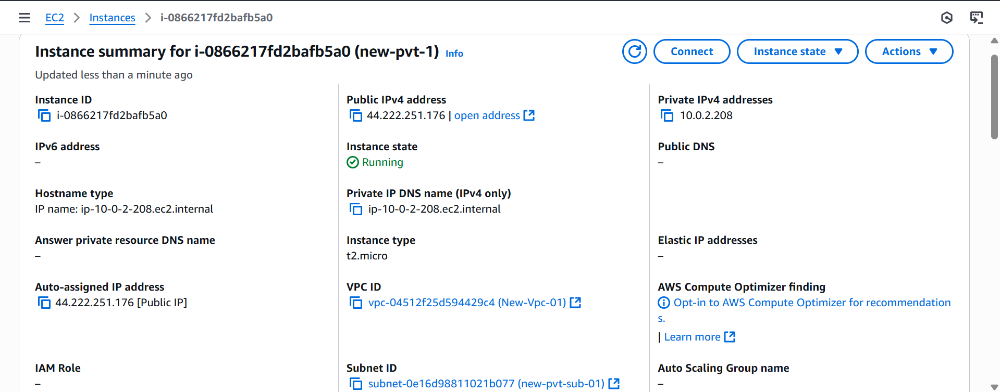 EC2 > Instances > i-0866217fd2bafb5a0
Instance summary for i-0866217fd2bafb5a0 (new-pvt-1) Info
Connect
Instance state
Actions
Updated less than a minute ago
Instance ID
i-0866217fd2bafb5a0
Public IPv4 address
44.222.251.176 | open address
Private IPv4 addresses
10.0.2.208
IPv6 address
–
Instance state
Running
Public DNS
–
Hostname type
IP name: ip-10-0-2-208.ec2.internal
Private IP DNS name (IPv4 only)
ip-10-0-2-208.ec2.internal
Answer private resource DNS name
–
Instance type
t2.micro
Elastic IP addresses
–
Auto-assigned IP address
44.222.251.176 [Public IP]
VPC ID
vpc-04512f25d594429c4 (New-Vpc-01)
AWS Compute Optimizer finding
Opt-in to AWS Compute Optimizer for recommendation
s.
| Learn more
IAM Role
–
Subnet ID
subnet-0e16d98811021b077 (new-pvt-sub-01)
Auto Scaling Group name
–